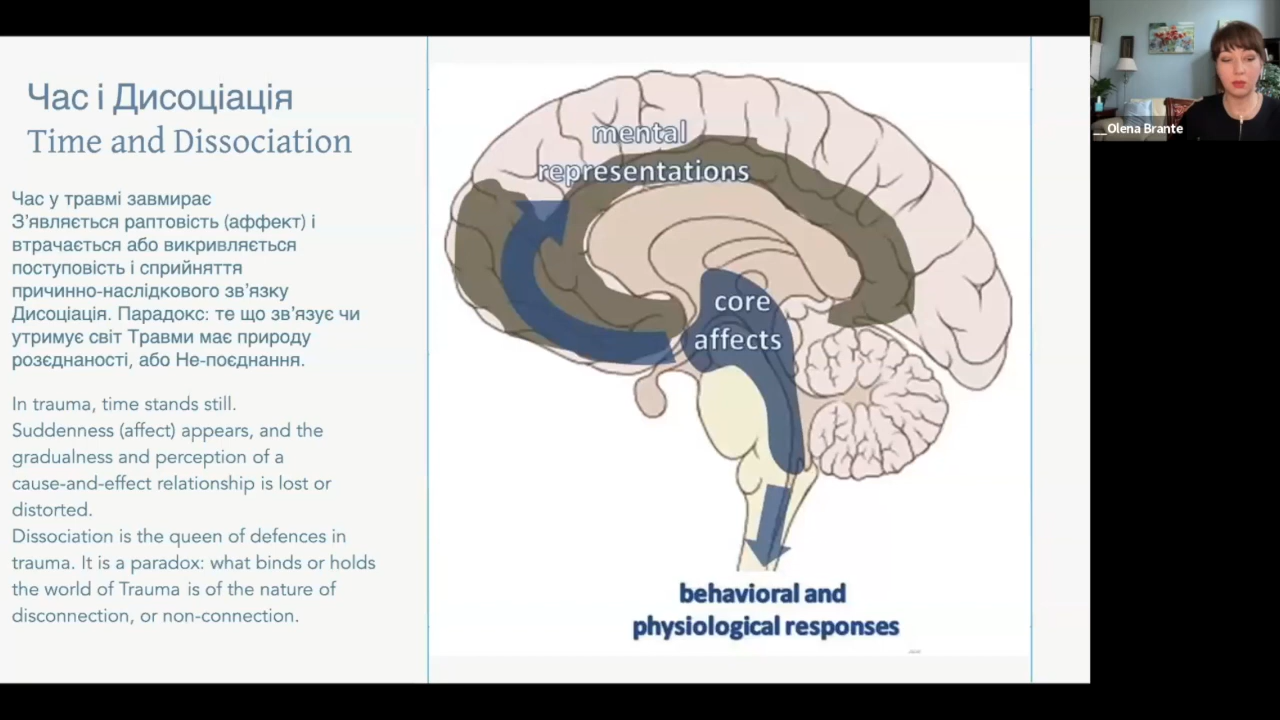 Час і Дисоціація
Time and Dissociation
Час у травмі завмирає
З’являється раптовість (аффект) і
втрачається або викривляється
поступовість і сприйняття
причинно-наслідкового зв’язку
Дисоціація. Парадокс: те що зв’язує чи
утримує світ Травми має природу
розєднаності, або Не-поєднання.
In trauma, time stands still.
Suddenness (affect) appears, and the
gradualness and perception of a
cause-and-effect relationship is lost or
distorted.
Dissociation is the queen of defences in
trauma. It is a paradox: what binds or holds
the world of Trauma is of the nature of
disconnection, or non-connection.
mental
representations
core
affects
behavioral and
physiological responses
__Olena Brante